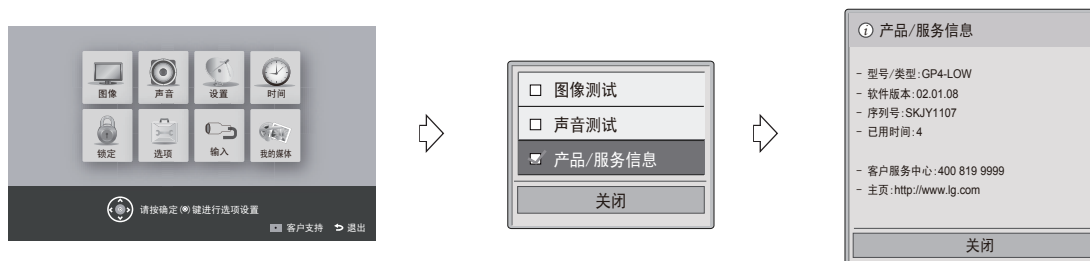 图像
声音
设置
时间
锁定
选项
输入
我的媒体
请按确定(◉)键进行选项设置
客户支持
退出
图像测试
声音测试
产品/服务信息
关闭
产品/服务信息
- 型号/类型:GP4-LOW
- 软件版本:02.01.08
- 序列号:SKJY1107
- 已用时间:4
- 客户服务中心:400 819 9999
- 主页:http://www.lg.com
关闭